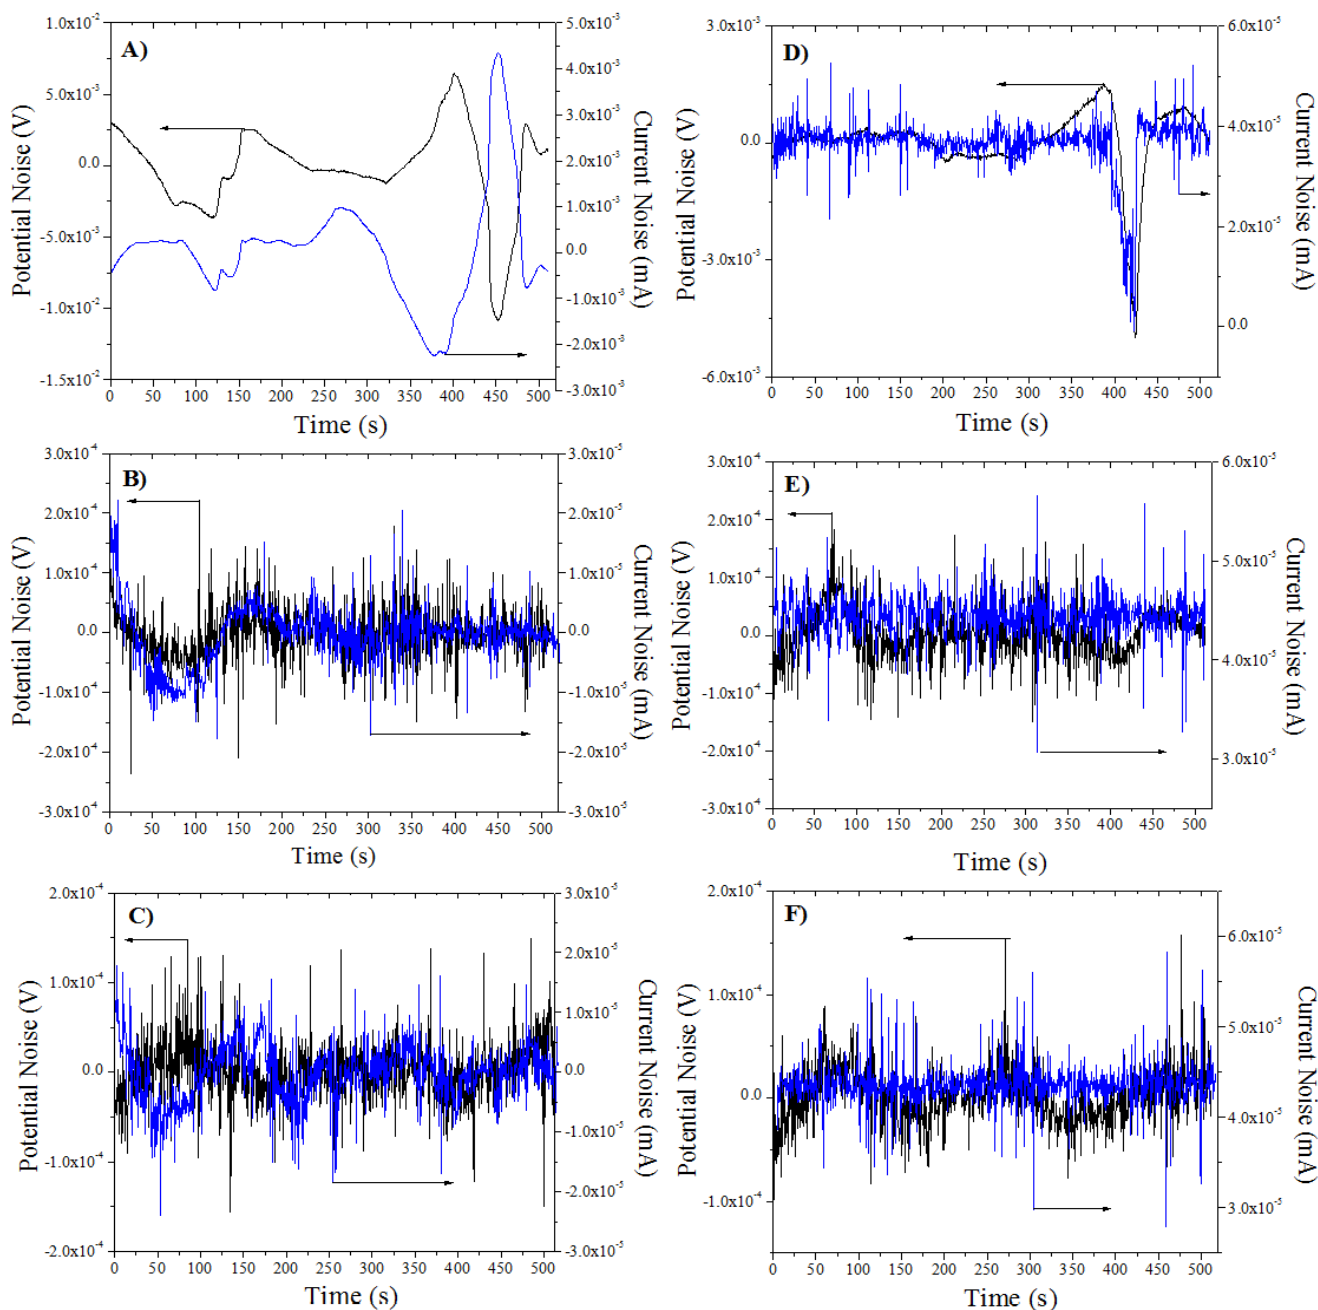 A)
1.0x10⁻²
5.0x10⁻³
0.0
-5.0x10⁻³
-1.0x10⁻²
-1.5x10⁻²
Potential Noise (V)
5.0x10⁻³
4.0x10⁻³
3.0x10⁻³
2.0x10⁻³
1.0x10⁻³
0.0
-1.0x10⁻³
-2.0x10⁻³
-3.0x10⁻³
Current Noise (mA)
0 50 100 150 200 250 300 350 400 450 500
Time (s)
D)
3.0x10⁻³
0.0
-3.0x10⁻³
-6.0x10⁻³
Potential Noise (V)
6.0x10⁻⁵
4.0x10⁻⁵
2.0x10⁻⁵
0.0
Current Noise (mA)
0 50 100 150 200 250 300 350 400 450 500
Time (s)
B)
3.0x10⁻⁴
2.0x10⁻⁴
1.0x10⁻⁴
0.0
-1.0x10⁻⁴
-2.0x10⁻⁴
-3.0x10⁻⁴
Potential Noise (V)
3.0x10⁻⁵
2.0x10⁻⁵
1.0x10⁻⁵
0.0
-1.0x10⁻⁵
-2.0x10⁻⁵
-3.0x10⁻⁵
Current Noise (mA)
0 50 100 150 200 250 300 350 400 450 500
Time (s)
E)
3.0x10⁻⁴
2.0x10⁻⁴
1.0x10⁻⁴
0.0
-1.0x10⁻⁴
-2.0x10⁻⁴
-3.0x10⁻⁴
Potential Noise (V)
6.0x10⁻⁵
5.0x10⁻⁵
4.0x10⁻⁵
3.0x10⁻⁵
Current Noise (mA)
0 50 100 150 200 250 300 350 400 450 500
Time (s)
C)
2.0x10⁻⁴
1.0x10⁻⁴
0.0
-1.0x10⁻⁴
-2.0x10⁻⁴
Potential Noise (V)
3.0x10⁻⁵
2.0x10⁻⁵
1.0x10⁻⁵
0.0
-1.0x10⁻⁵
-2.0x10⁻⁵
-3.0x10⁻⁵
Current Noise (mA)
0 50 100 150 200 250 300 350 400 450 500
Time (s)
F)
2.0x10⁻⁴
1.0x10⁻⁴
0.0
-1.0x10⁻⁴
Potential Noise (V)
6.0x10⁻⁵
5.0x10⁻⁵
4.0x10⁻⁵
3.0x10⁻⁵
Current Noise (mA)
0 50 100 150 200 250 300 350 400 450 500
Time (s)